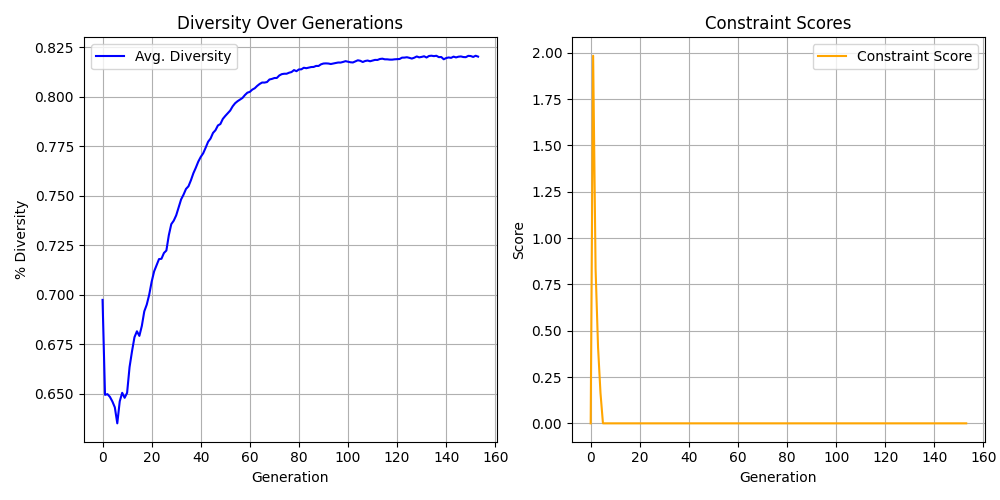 Diversity Over Generations
Avg. Diversity
% Diversity
0.825
0.800
0.775
0.750
0.725
0.700
0.675
0.650
0 20 40 60 80 100 120 140 160
Generation
Constraint Scores
Constraint Score
Score
2.00
1.75
1.50
1.25
1.00
0.75
0.50
0.25
0.00
0 20 40 60 80 100 120 140 160
Generation